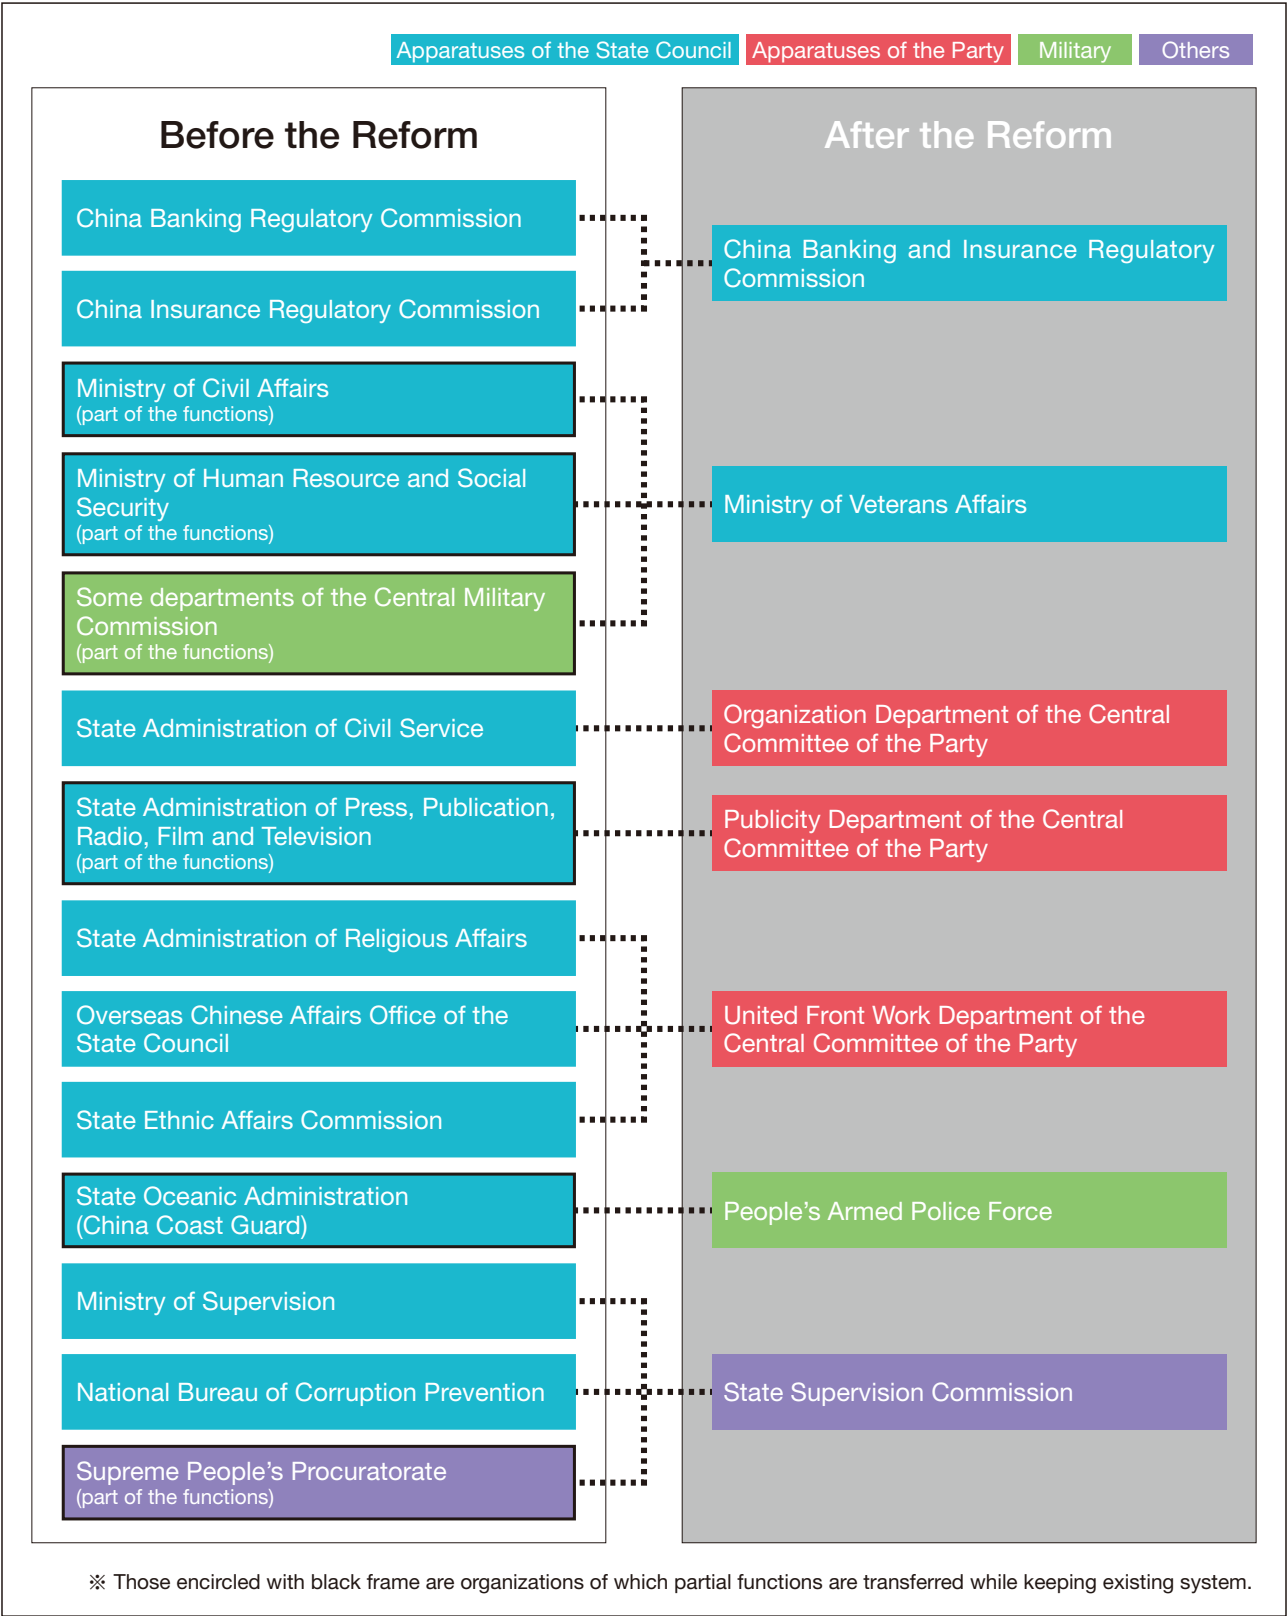 Apparatuses of the State Council Apparatuses of the Party Military Others
Before the Reform
China Banking Regulatory Commission
China Insurance Regulatory Commission
Ministry of Civil Affairs
(part of the functions)
Ministry of Human Resource and Social
Security
(part of the functions)
Some departments of the Central Military
Commission
(part of the functions)
State Administration of Civil Service
State Administration of Press, Publication,
Radio, Film and Television
(part of the functions)
State Administration of Religious Affairs
Overseas Chinese Affairs Office of the
State Council
State Ethnic Affairs Commission
State Oceanic Administration
(China Coast Guard)
Ministry of Supervision
National Bureau of Corruption Prevention
Supreme People's Procuratorate
(part of the functions)
After the Reform
China Banking and Insurance Regulatory
Commission
Ministry of Veterans Affairs
Organization Department of the Central
Committee of the Party
Publicity Department of the Central
Committee of the Party
United Front Work Department of the
Central Committee of the Party
People's Armed Police Force
State Supervision Commission
※ Those encircled with black frame are organizations of which partial functions are transferred while keeping existing system.